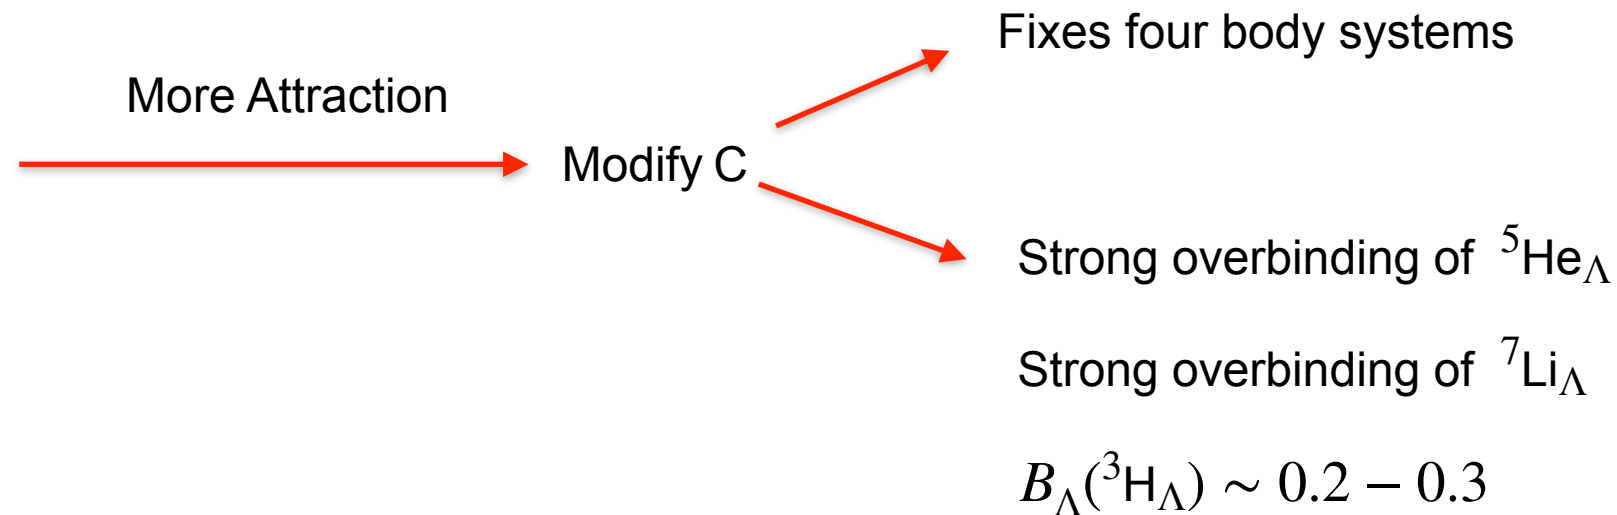 Fixes four body systems
More Attraction
Modify C
Strong overbinding of ⁵He_Λ
Strong overbinding of ⁷Li_Λ
B_Λ(³H_Λ) ∼ 0.2 − 0.3